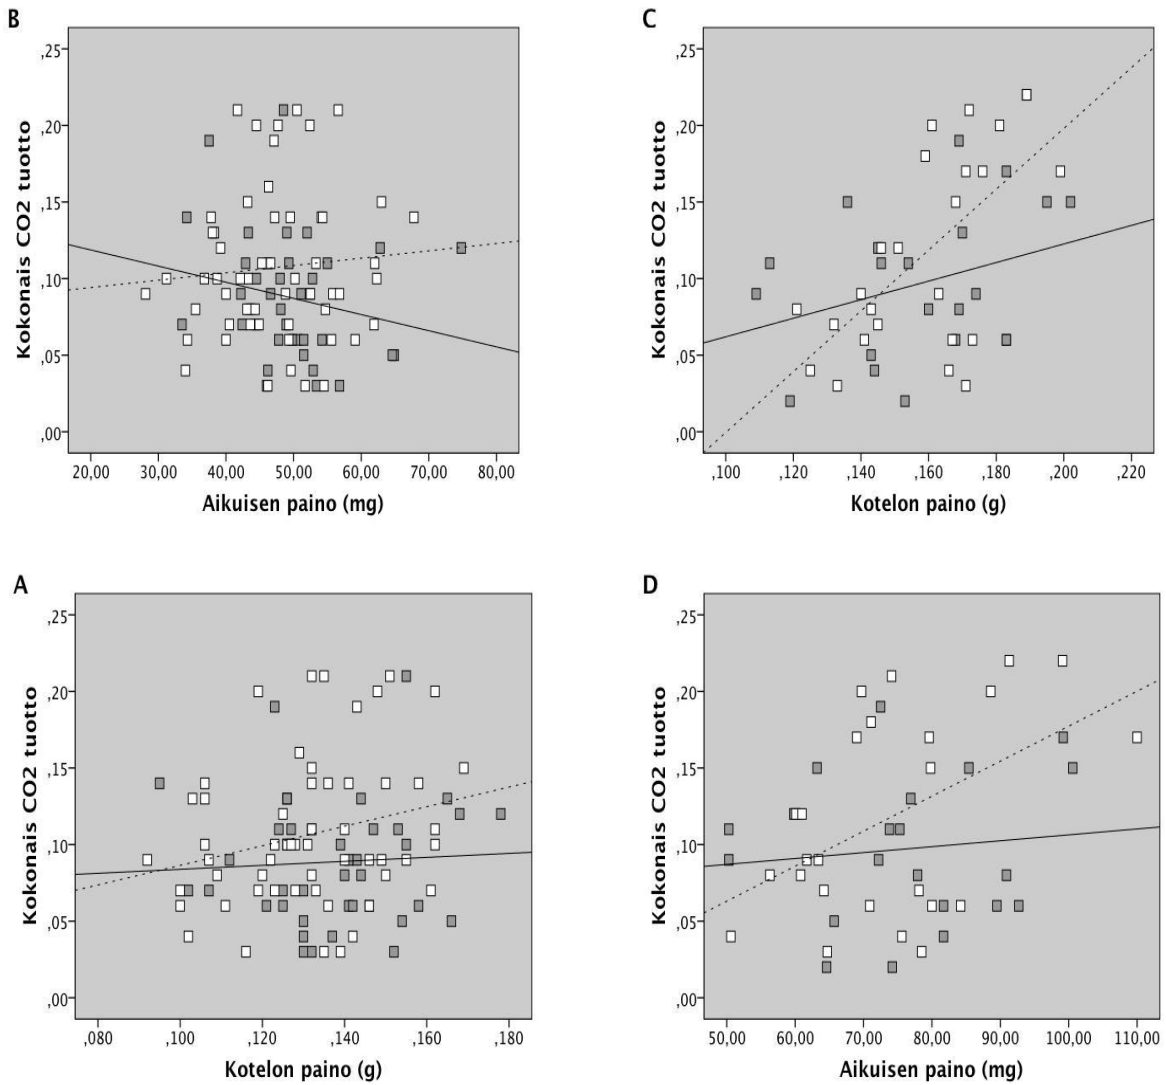 B
Kokonais CO2 tuotto
,25
,20
,15
,10
,05
,00
20,00 30,00 40,00 50,00 60,00 70,00 80,00
Aikuisen paino (mg)
C
Kokonais CO2 tuotto
,25
,20
,15
,10
,05
,00
,100 ,120 ,140 ,160 ,180 ,200 ,220
Kotelon paino (g)
A
Kokonais CO2 tuotto
,25
,20
,15
,10
,05
,00
,080 ,100 ,120 ,140 ,160 ,180
Kotelon paino (g)
D
Kokonais CO2 tuotto
,25
,20
,15
,10
,05
,00
50,00 60,00 70,00 80,00 90,00 100,00 110,00
Aikuisen paino (mg)